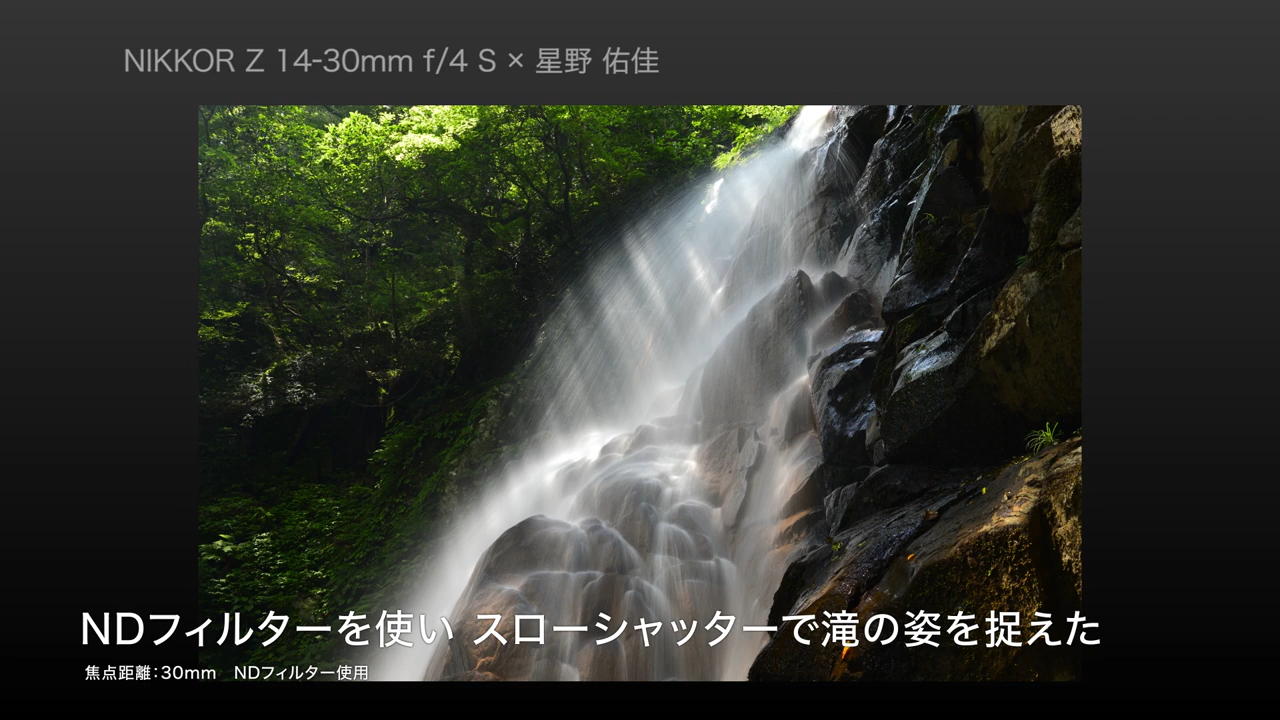 NIKKOR Z 14-30mm f/4 S × 星野 佑佳
NDフィルターを使い スローシャッターで滝の姿を捉えた
焦点距離：30mm　NDフィルター使用